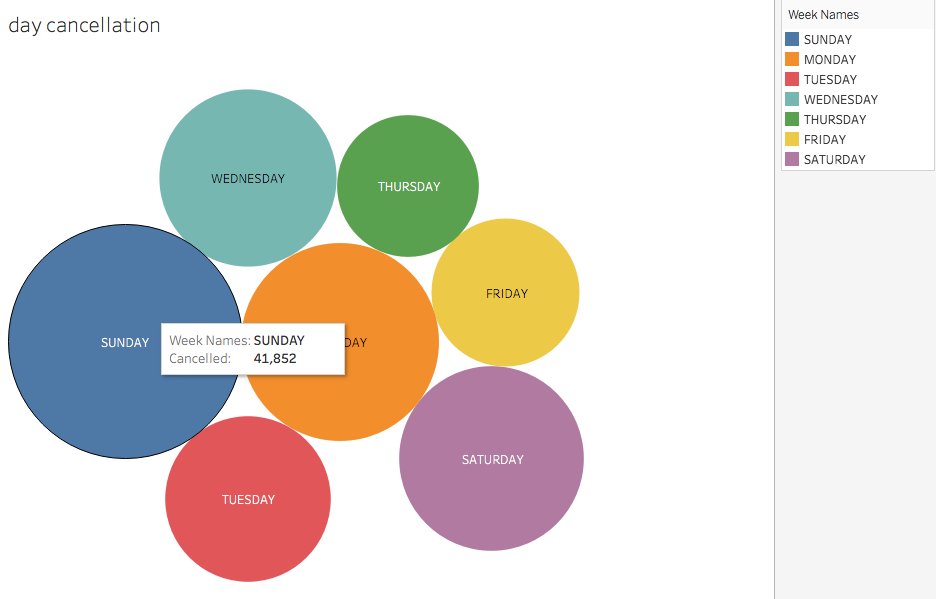 day cancellation
Week Names
SUNDAY
MONDAY
TUESDAY
WEDNESDAY
THURSDAY
FRIDAY
SATURDAY
WEDNESDAY
THURSDAY
FRIDAY
SUNDAY
Week Names: SUNDAY
Cancelled: 41,852
DAY
SATURDAY
TUESDAY